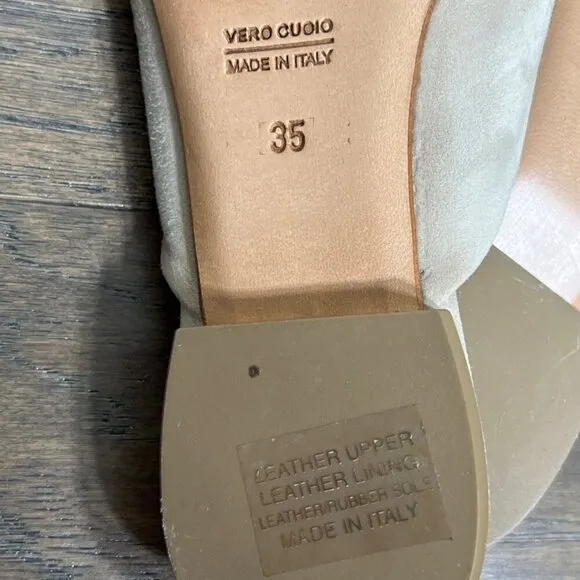 VERO CUOIO
MADE IN ITALY
35
LEATHER UPPER
LEATHER LINING
LEATHER/RUBBER SOLE
MADE IN ITALY